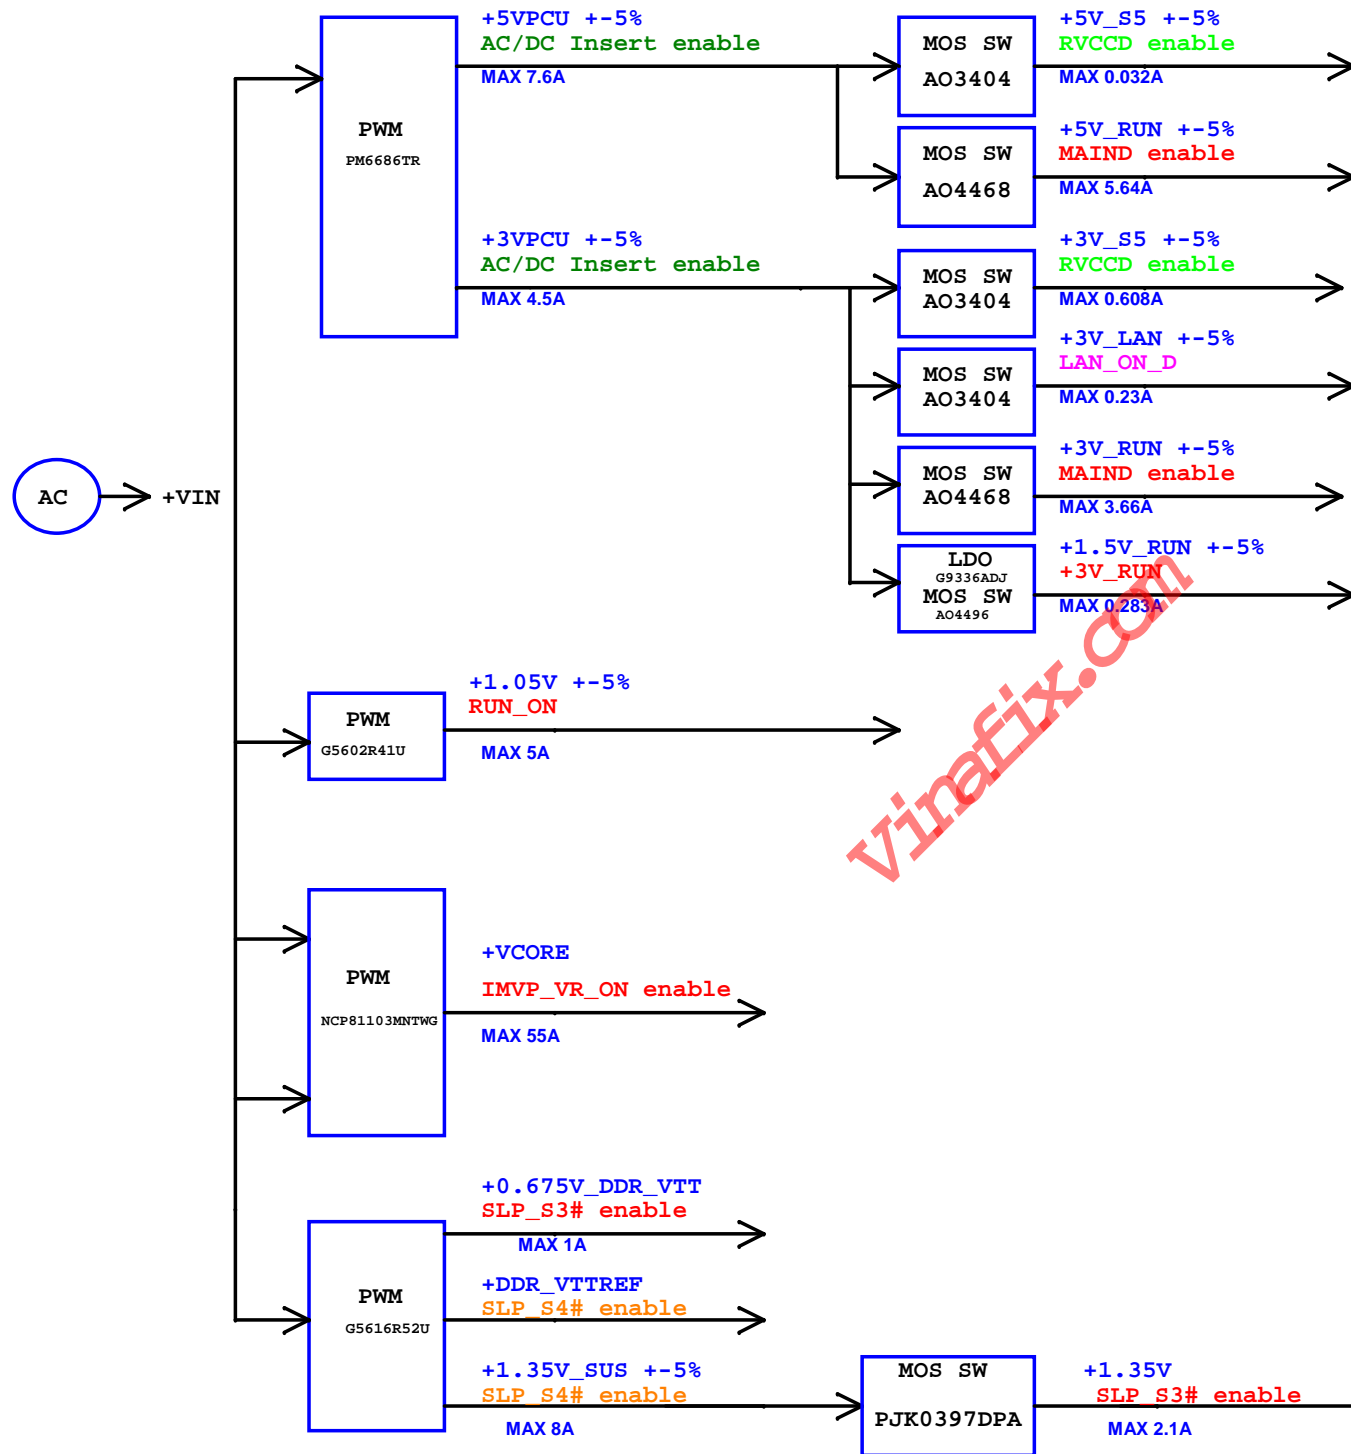 +5VPCU +-5%
AC/DC Insert enable
MAX 7.6A
PWM
PM6686TR
+3VPCU +-5%
AC/DC Insert enable
MAX 4.5A
MOS SW
AO3404
+5V_S5 +-5%
RVCCD enable
MAX 0.032A
MOS SW
AO4468
+5V_RUN +-5%
MAIND enable
MAX 5.64A
MOS SW
AO3404
+3V_S5 +-5%
RVCCD enable
MAX 0.608A
MOS SW
AO3404
+3V_LAN +-5%
LAN_ON_D
MAX 0.23A
MOS SW
AO4468
+3V_RUN +-5%
MAIND enable
MAX 3.66A
LDO
G9336ADJ
MOS SW
AO4496
+1.5V_RUN +-5%
+3V_RUN
MAX 0.283A
AC
+VIN
PWM
G5602R41U
+1.05V +-5%
RUN_ON
MAX 5A
Vinafix.com
PWM
NCP81103MNTWG
+VCORE
IMVP_VR_ON enable
MAX 55A
PWM
G5616R52U
+0.675V_DDR_VTT
SLP_S3# enable
MAX 1A
+DDR_VTTREF
SLP_S4# enable
+1.35V_SUS +-5%
SLP_S4# enable
MAX 8A
MOS SW
PJK0397DPA
+1.35V
SLP_S3# enable
MAX 2.1A